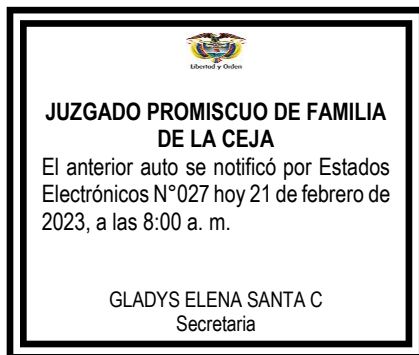 Libertad y Orden
JUZGADO PROMISCUO DE FAMILIA
DE LA CEJA
El anterior auto se notificó por Estados
Electrónicos N°027 hoy 21 de febrero de
2023, a las 8:00 a. m.
GLADYS ELENA SANTA C
Secretaria